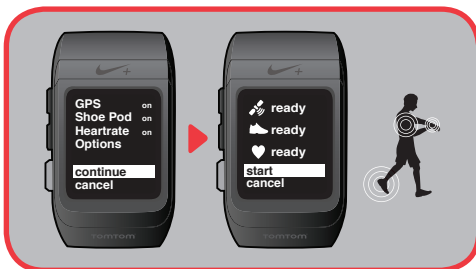 GPS on
Shoe Pod on
Heartrate on
Options
continue
cancel
TOMTOM
ready
ready
ready
start
cancel
TOMTOM